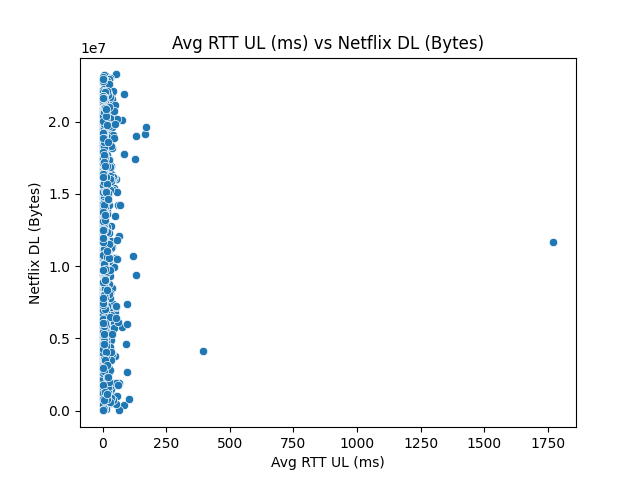 Avg RTT UL (ms) vs Netflix DL (Bytes)
1e7
2.0
1.5
1.0
0.5
0.0
Netflix DL (Bytes)
0 250 500 750 1000 1250 1500 1750
Avg RTT UL (ms)